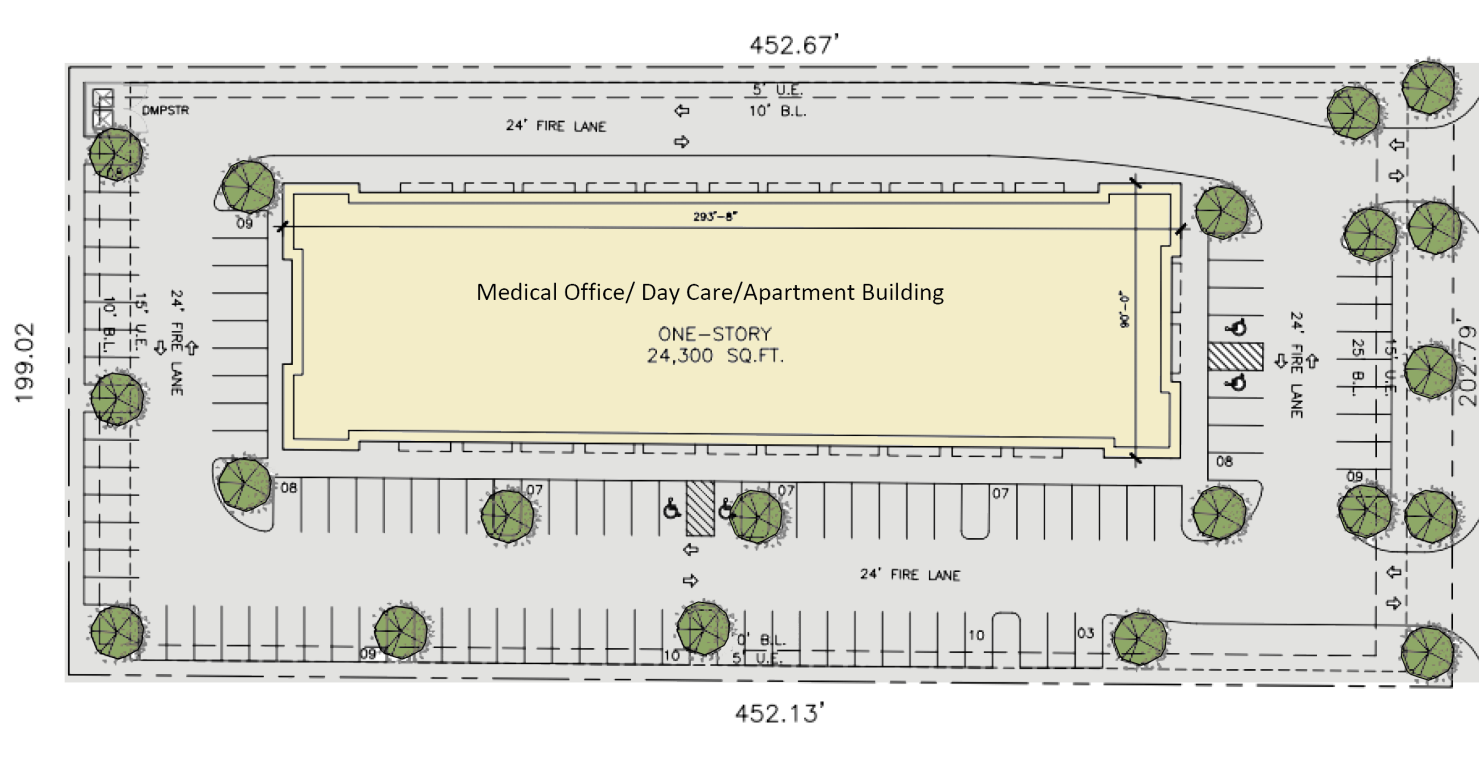 452.67'
5' U.E.
10' B.L.
DMPSTR
24' FIRE LANE
09
293'-8"
90'-0"
Medical Office/ Day Care/Apartment Building
ONE-STORY
24,300 SQ.FT.
199.02
10' B.L.
15' U.E.
24' FIRE LANE
24' FIRE LANE
25' B.L.
15' U.E.
202.79'
08
09
08
07
07
07
24' FIRE LANE
09
10
0' B.L.
5' U.E.
10
03
452.13'